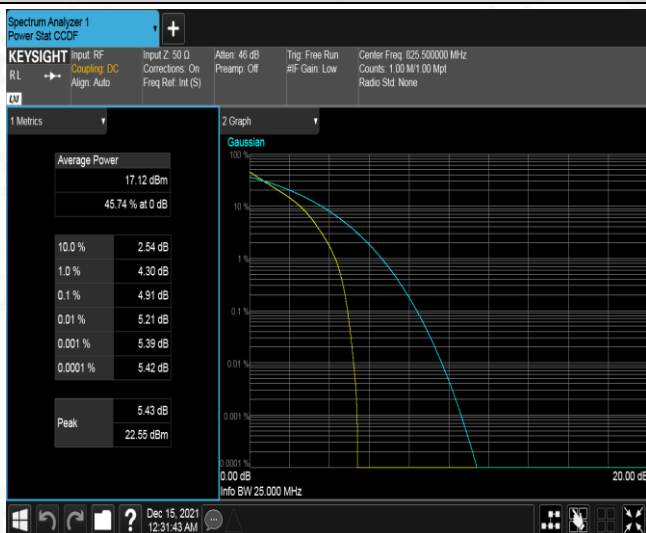 Spectrum Analyzer 1
Power Stat CCDF
+
KEYSIGHT
RL
LXI
Input: RF
Coupling: DC
Align: Auto
Input Z: 50 Ω
Corrections: On
Freq Ref: Int (S)
Atten: 46 dB
Preamp: Off
Trig: Free Run
#IF Gain: Low
Center Freq: 825.500000 MHz
Counts: 1.00 M/1.00 Mpt
Radio Std: None
1 Metrics
Average Power
17.12 dBm
45.74 % at 0 dB
10.0 % 2.54 dB
1.0 % 4.30 dB
0.1 % 4.91 dB
0.01 % 5.21 dB
0.001 % 5.39 dB
0.0001 % 5.42 dB
Peak
5.43 dB
22.55 dBm
2 Graph
Gaussian
100 %
10 %
1 %
0.1 %
0.01 %
0.001 %
0.0001 %
0.00 dB
20.00 dB
Info BW 25.000 MHz
?
Dec 15, 2021
12:31:43 AM